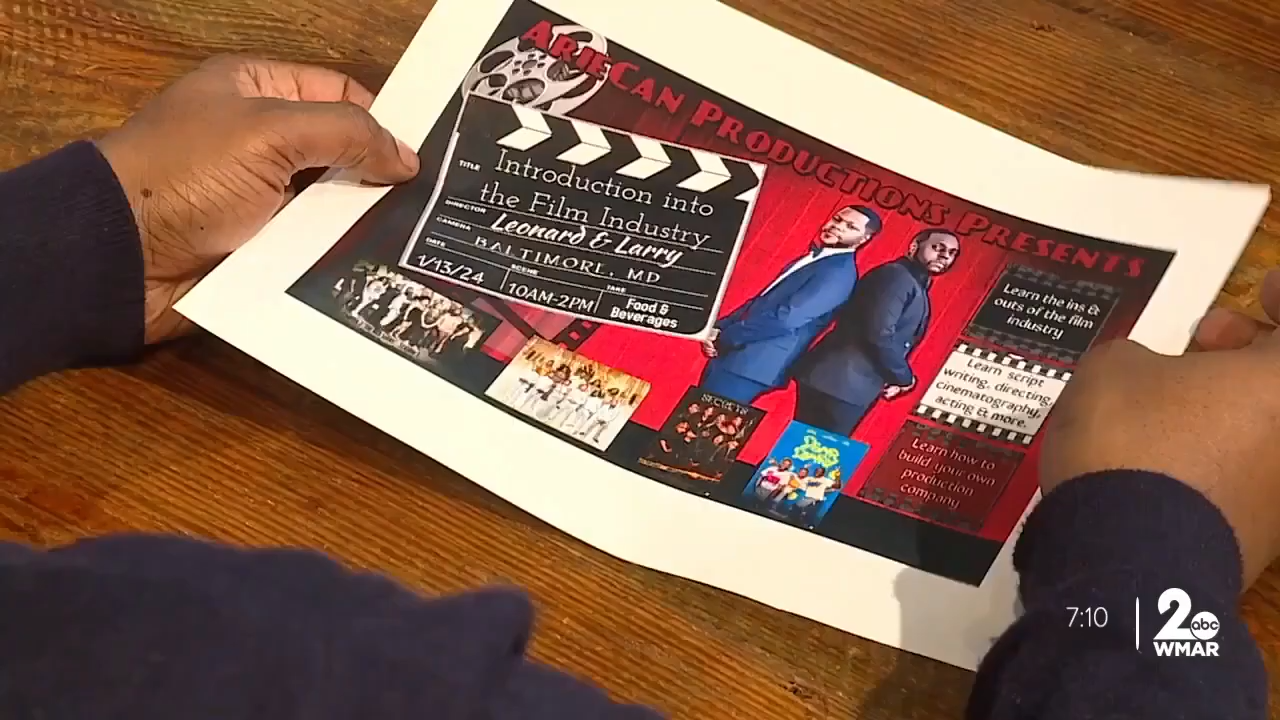 ArieCan Productions Presents
TITLE
Introduction into
the Film Industry
DIRECTOR
Leonard & Larry
CAMERA
BALTIMORE, MD
DATE
SCENE
TAKE
1/13/24
10AM-2PM
Food &
Beverages
Learn the ins &
outs of the film
industry
Learn script
writing, directing,
cinematography,
acting & more.
Learn how to
build your own
production
company
SECRETS
7:10
2
abc
WMAR